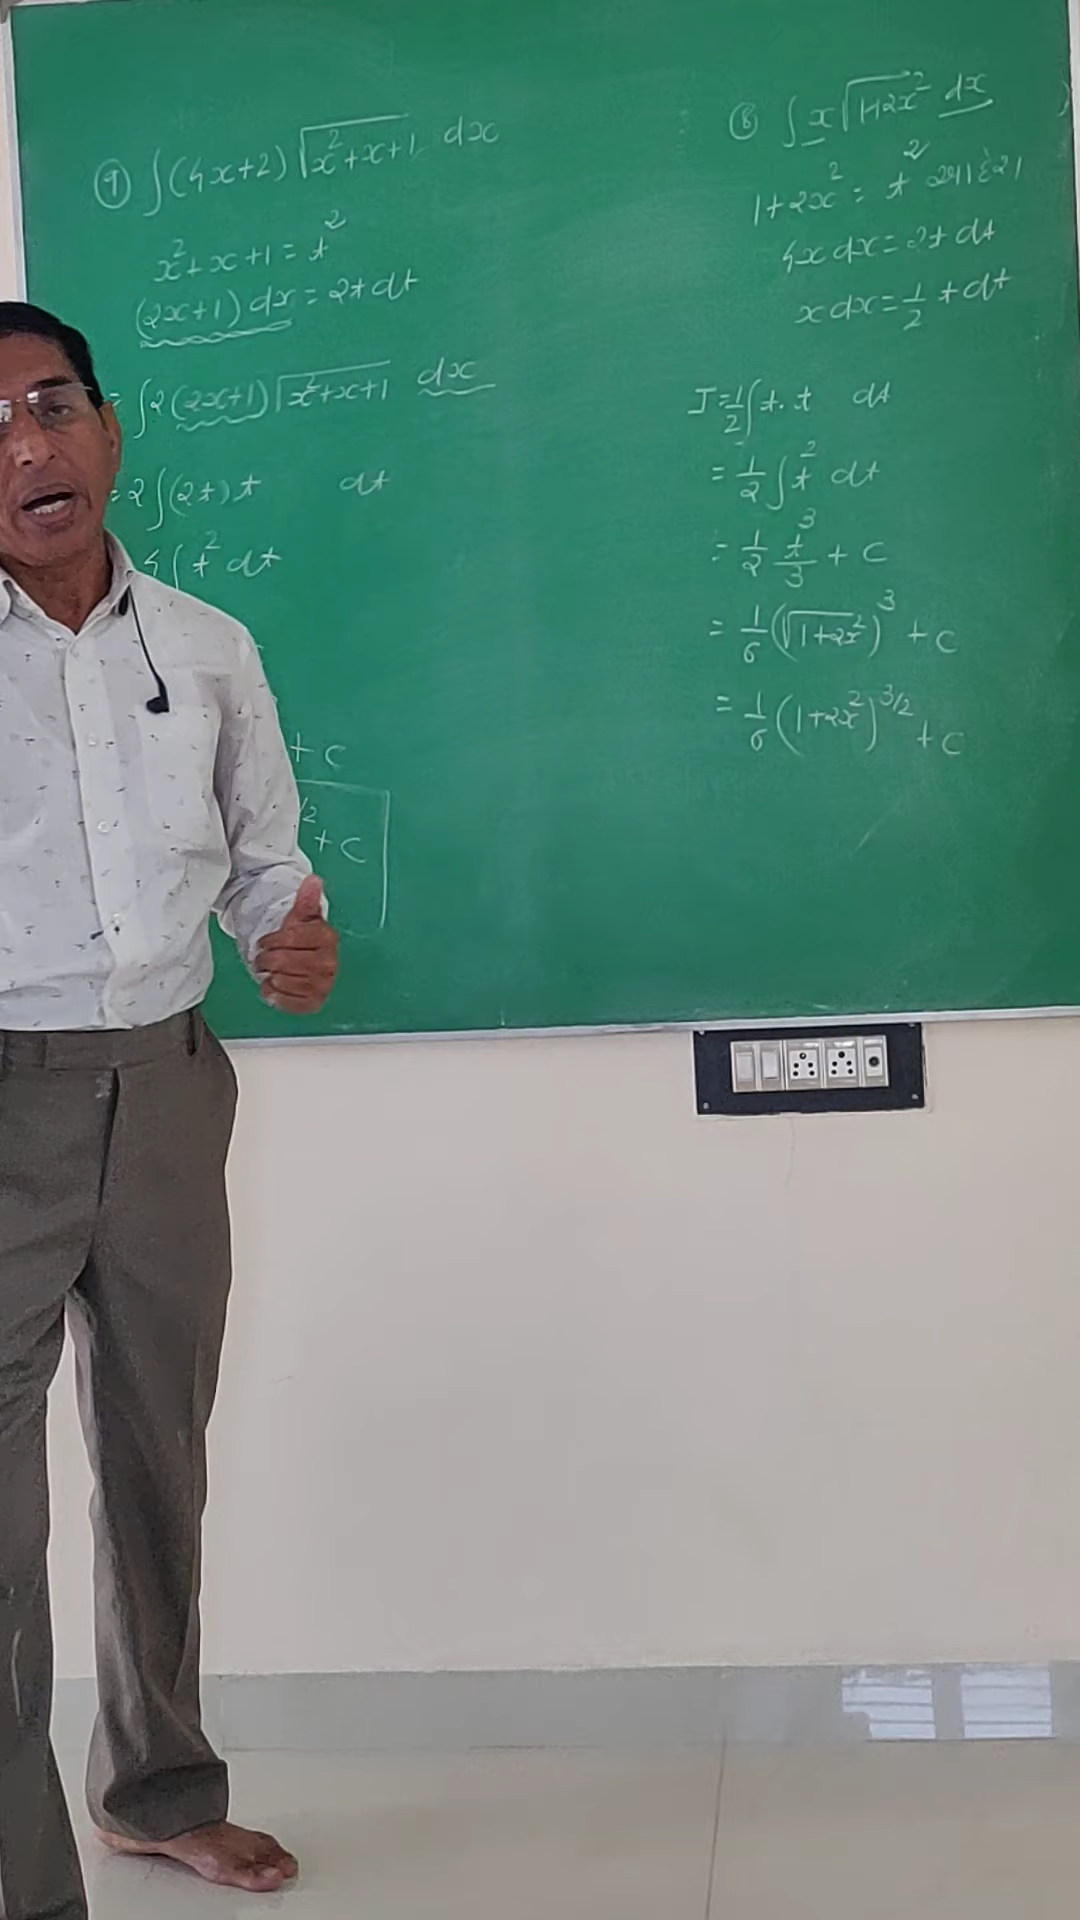 (9) ∫(4x+2) √(x²+x+1) dx
x²+x+1 = t²
(2x+1) dx = 2t dt
= ∫2(2x+1) √(x²+x+1) dx
= 2∫(2t) t dt
4∫t² dt
+ c
/2 + c
(8) ∫x√(1+2x²) dx
1+2x² = t²
4x dx = 2t dt
x dx = 1/2 t dt
I = 1/2 ∫t. t dt
= 1/2 ∫t² dt
= 1/2 t³/3 + c
= 1/6 (√(1+2x²))³ + c
= 1/6 (1+2x²)^3/2 + c